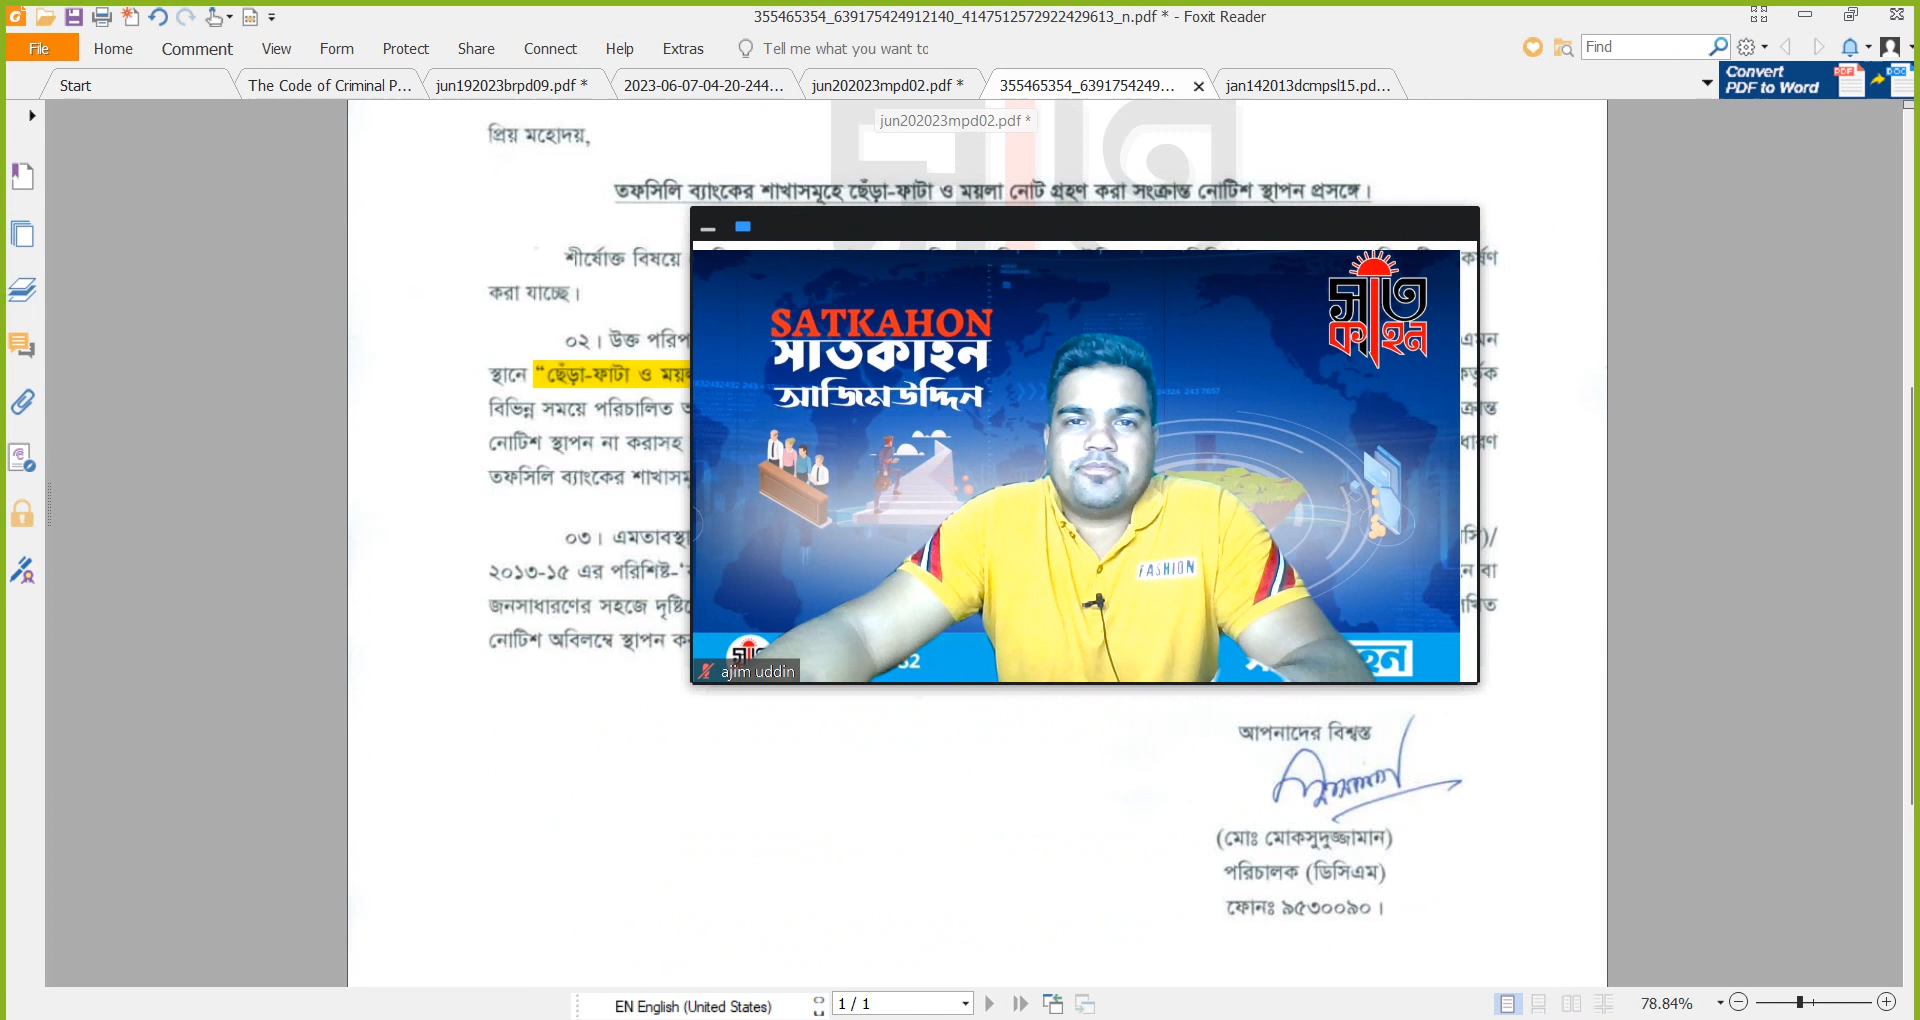 355465354_639175424912140_4147512572922429613_n.pdf * - Foxit Reader
File Home Comment View Form Protect Share Connect Help Extras Tell me what you want to
Find
Start
The Code of Criminal P...
jun192023brpd09.pdf *
2023-06-07-04-20-244...
jun202023mpd02.pdf *
355465354_6391754249...
jan142013dcmpsl15.pd...
Convert
PDF to Word
jun202023mpd02.pdf *
প্রিয় মহোদয়,
তফসিলি ব্যাংকের শাখাসমূহে ছেঁড়া-ফাটা ও ময়লা নোট গ্রহণ করা সংক্রান্ত নোটিশ স্থাপন প্রসঙ্গে।
শীর্ষোক্ত বিষয়ে
করা যাচ্ছে।
০২। উক্ত পরিপ
এমন
স্থানে "ছেঁড়া-ফাটা ও ময়ল
র্তৃক
বিভিন্ন সময়ে পরিচালিত
ক্রান্ত
নোটিশ স্থাপন না করাসহ
ধারণ
তফসিলি ব্যাংকের শাখাসমূ
০৩। এমতাবস্থা
সি)/
২০১৩-১৫ এর পরিশিষ্ট-'
ন বা
জনসাধারণের সহজে দৃষ্টি
খিত
নোটিশ অবিলম্বে স্থাপন ক
SATKAHON
সাতকাহন
আজিমউদ্দিন
সাত
কাহন
FASHION
ajim uddin
আপনাদের বিশ্বস্ত
(মোঃ মোকসুদুজ্জামান)
পরিচালক (ডিসিএম)
ফোনঃ ৯৫৩০০৯০।
EN English (United States)
1 / 1
78.84%